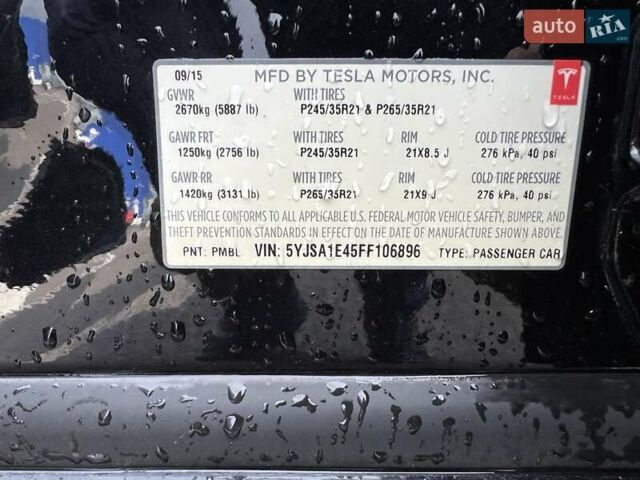 auto RIA
.com
09/15 MFD BY TESLA MOTORS, INC.
TESLA
GVWR WITH TIRES
2670kg (5887 lb) P245/35R21 & P265/35R21
GAWR FRT WITH TIRES RIM COLD TIRE PRESSURE
1250kg (2756 lb) P245/35R21 21X8.5 J 276 kPa, 40 psi
GAWR RR WITH TIRES RIM COLD TIRE PRESSURE
1420kg (3131 lb) P265/35R21 21X9 J 276 kPa, 40 psi
THIS VEHICLE CONFORMS TO ALL APPLICABLE U.S. FEDERAL MOTOR VEHICLE SAFETY, BUMPER, AND
THEFT PREVENTION STANDARDS IN EFFECT ON THE DATE OF MANUFACTURE SHOWN ABOVE.
PNT: PMBL VIN: 5YJSA1E45FF106896 TYPE: PASSENGER CAR